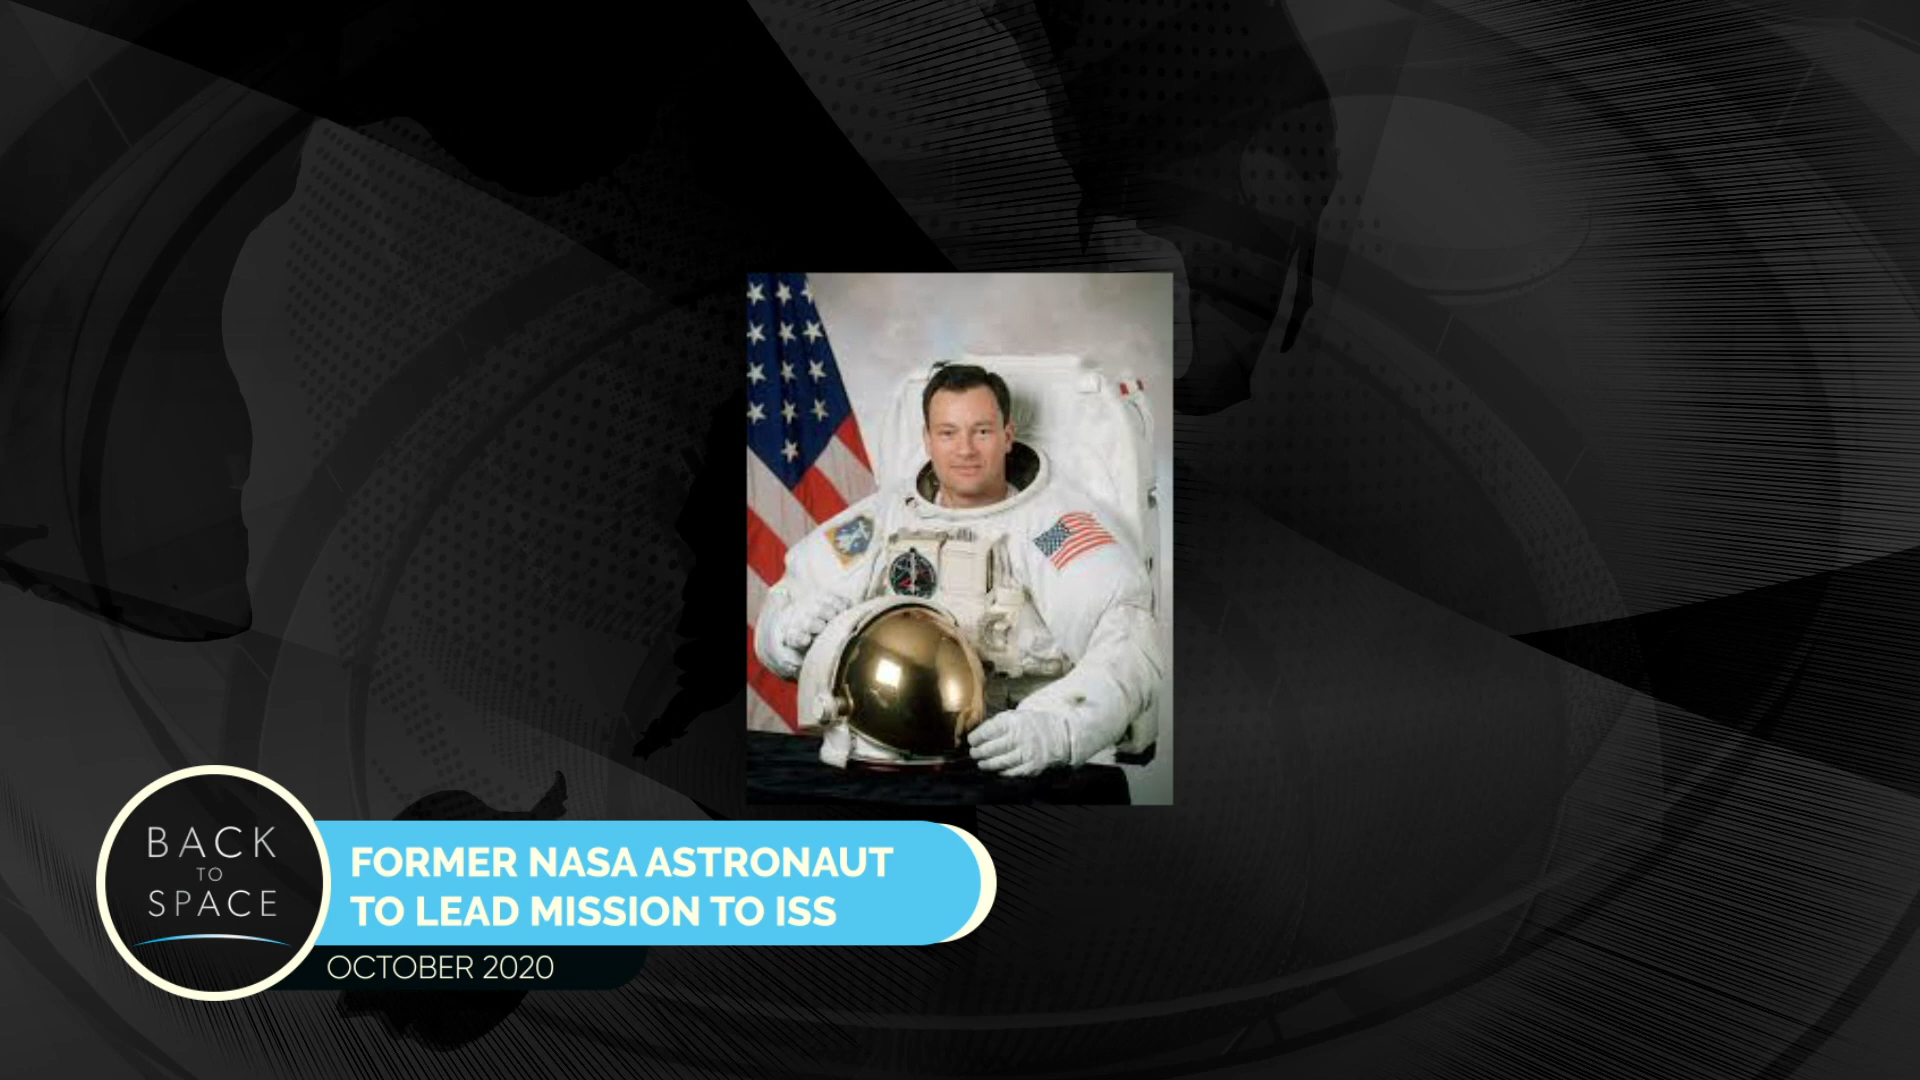 BACK
TO
SPACE
FORMER NASA ASTRONAUT
TO LEAD MISSION TO ISS
OCTOBER 2020